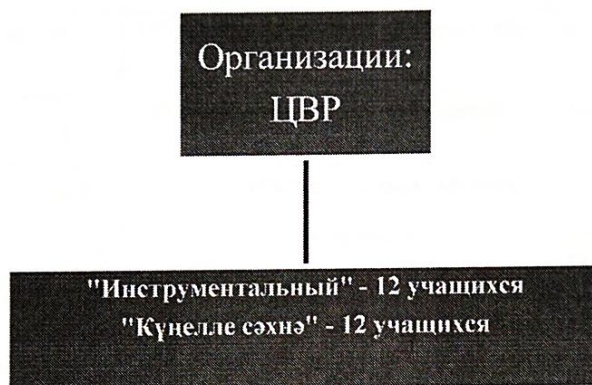 Организации:
ЦВР
"Инструментальный" - 12 учащихся
"Күңелле сәхнә" - 12 учащихся